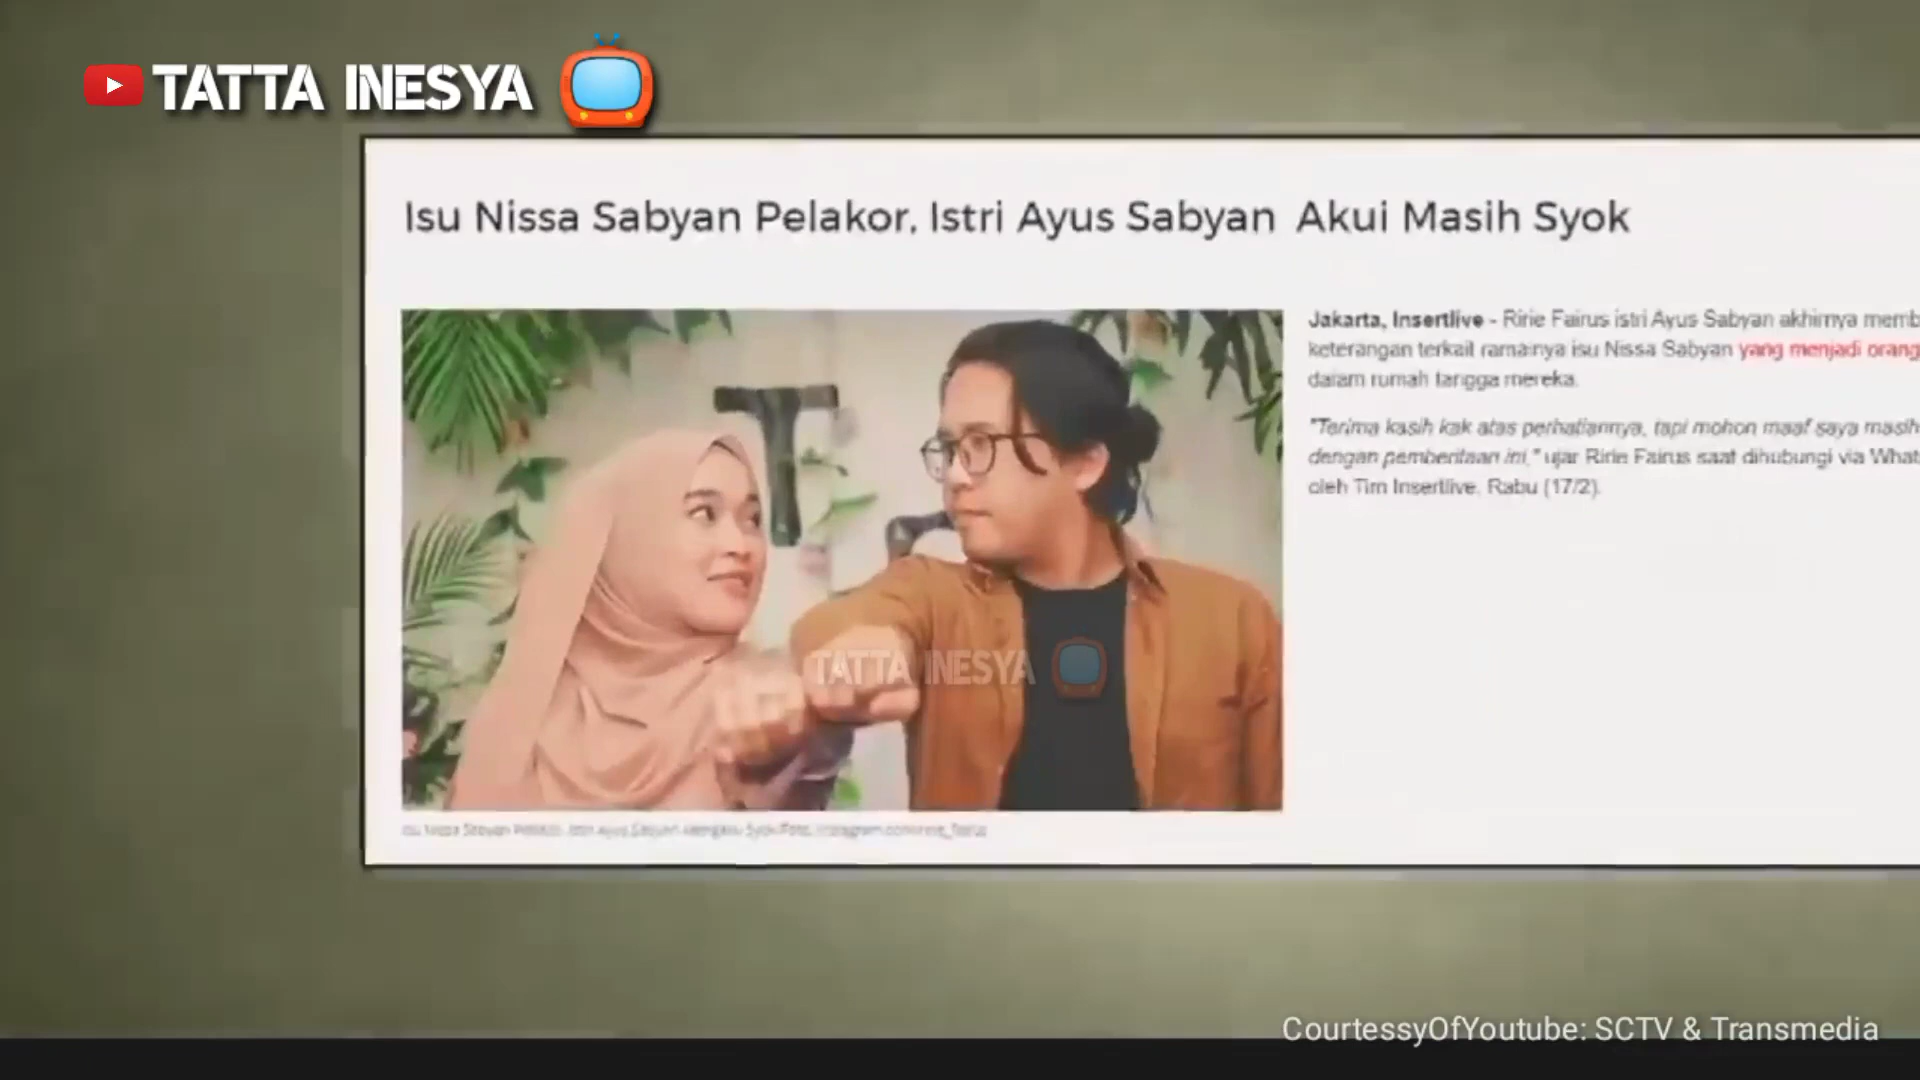 TATTA INESYA
Isu Nissa Sabyan Pelakor, Istri Ayus Sabyan Akui Masih Syok
Jakarta, Insertlive - Ririe Fairus istri Ayus Sabyan akhirnya memb
keterangan terkait ramainya isu Nissa Sabyan yang menjadi orang
dalam rumah tangga mereka.
"Terima kasih kak atas perhatiannya, tapi mohon maaf saya masih
dengan pemberitaan ini," ujar Ririe Fairus saat dihubungi via What
oleh Tim Insertlive, Rabu (17/2).
TATTA INESYA
CourtessyOfYoutube: SCTV & Transmedia